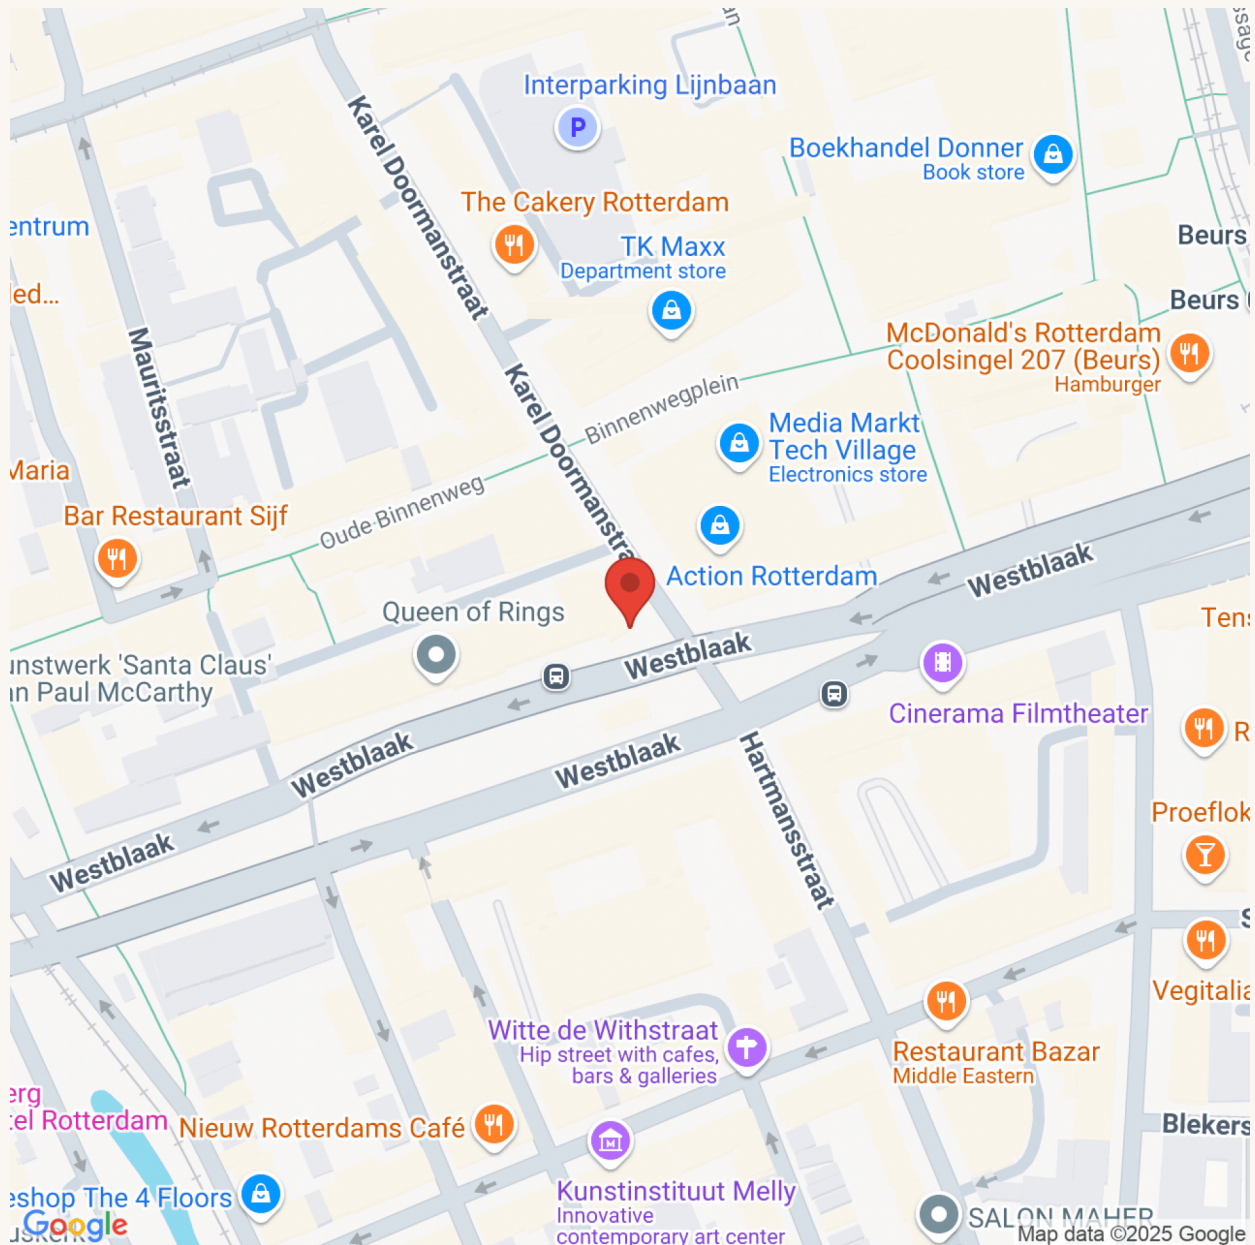 Interparking Lijnbaan
P
Karel Doormanstraat
Boekhandel Donner
Book store
The Cakery Rotterdam
entrum
TK Maxx
Department store
Beurs
Beurs
McDonald's Rotterdam
Coolsingel 207 (Beurs)
Hamburger
Mauritsstraat
Karel Doormanstra
Binnenwegplein
Media Markt
Tech Village
Electronics store
Maria
Oude Binnenweg
Bar Restaurant Sijf
Action Rotterdam
Westblaak
Queen of Rings
unstwerk 'Santa Claus'
an Paul McCarthy
Westblaak
Cinerama Filmtheater
Westblaak
Westblaak
Hartmansstraat
R
Proeflok
Westblaak
Vegitalia
Witte de Withstraat
Hip street with cafes,
bars & galleries
Restaurant Bazar
Middle Eastern
erg
tel Rotterdam
Nieuw Rotterdams Café
Blekers
M
eshop The 4 Floors
Kunstinstituut Melly
Innovative
contemporary art center
SALON MAHER
Google
Map data ©2025 Google